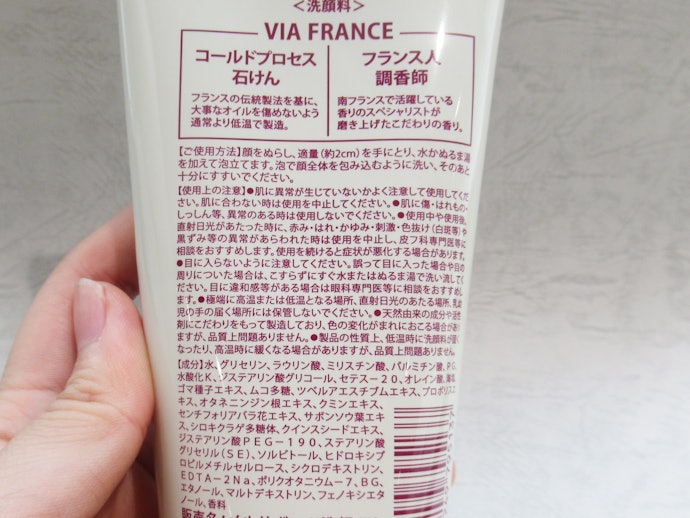 ＜洗顔料＞
VIA FRANCE
コールドプロセス
石けん
フランスの伝統製法を基に、
大事なオイルを傷めないよう
通常より低温で製造。
フランス人
調香師
南フランスで活躍している
香りのスペシャリストが
磨き上げたこだわりの香り。
【ご使用方法】顔をぬらし、適量(約2cm)を手にとり、水かぬるま湯
を加えて泡立てます。泡で顔全体を包み込むように洗い、そのあと
十分にすすいでください。
【使用上の注意】●肌に異常が生じていないかよく注意して使用してくだ
さい。肌に合わない時は使用を中止してください。●肌に傷・はれもの・
しっしん等、異常のある時は使用しないでください。●使用中や使用後、
直射日光があたった時に、赤み・はれ・かゆみ・刺激・色抜け(白斑等)や
黒ずみ等の異常があらわれた時は使用を中止し、皮フ科専門医等に
相談をおすすめします。使用を続けると症状が悪化する場合があります。
●目に入らないように注意してください。誤って目に入った場合や目の
周りについた場合は、こすらずにすぐ水またはぬるま湯で洗い流してく
ださい。目に違和感等がある場合は眼科専門医等に相談をおすすめし
ます。●極端に高温または低温となる場所、直射日光のあたる場所、乳幼
児の手の届く場所には保管しないでください。●天然由来の成分や活性
剤にこだわりをもって製造しており、色の変化がまれにおこる場合があり
ますが、品質上問題ありません。●製品の性質上、低温時に洗顔料が固く
なったり、高温時に緩くなる場合がありますが、品質上問題ありません。
【成分】水、グリセリン、ラウリン酸、ミリスチン酸、パルミチン酸、PG、
水酸化K、ジステアリン酸グリコール、セテス－20、オレイン酸、海塩、
ゴマ種子エキス、ムコ多糖、ツベルアエスチブムエキス、プロポリスエ
キス、オタネニンジン根エキス、クミンエキス、
センチフォリアバラ花エキス、サボンソウ葉エキ
ス、シロキクラゲ多糖体、クインスシードエキス、
ジステアリン酸PEG－190、ステアリン酸
グリセリル(SE)、ソルビトール、ヒドロキシプ
ロピルメチルセルロース、シクロデキストリン、
EDTA－2Na、ポリクオタニウム－7、BG、
エタノール、マルトデキストリン、フェノキシエタ
ノール、香料